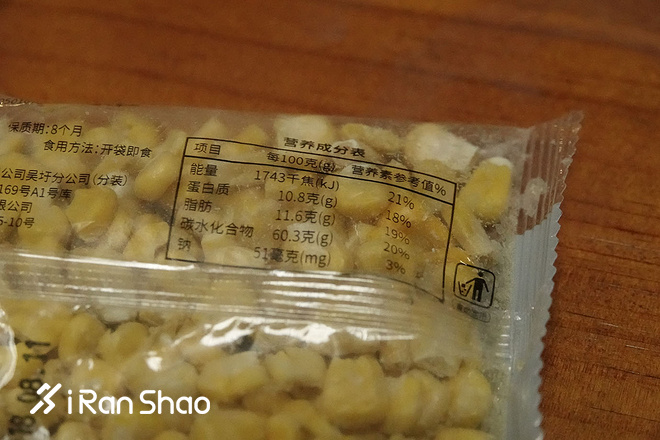 保质期:8个月
食用方法:开袋即食
公司吴圩分公司(分装)
169号A1号库
限公司
5-10号
营养成分表
项目 每100克(g) 营养素参考值%
能量 1743千焦(kJ) 21%
蛋白质 10.8克(g) 18%
脂肪 11.6克(g) 19%
碳水化合物 60.3克(g) 20%
钠 51毫克(mg) 3%
18.08.11
iRanShao